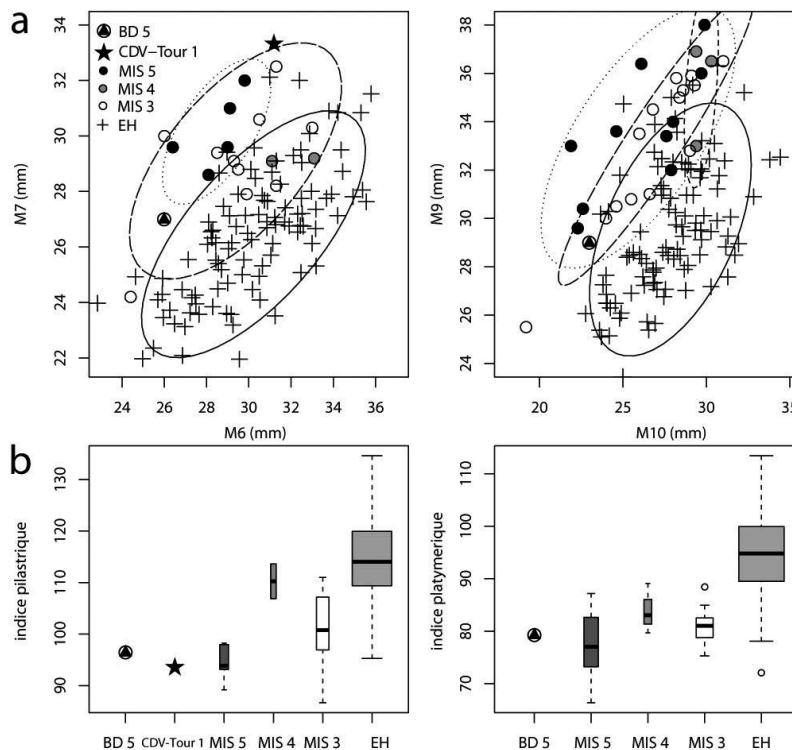 a
BD 5
CDV−Tour 1
MIS 5
MIS 4
MIS 3
EH
M7 (mm)
22 24 26 28 30 32 34
24 26 28 30 32 34 36
M6 (mm)
M9 (mm)
24 26 28 30 32 34 36 38
20 25 30 35
M10 (mm)
b
indice pilastrique
90 100 110 120 130
BD 5 CDV-Tour 1 MIS 5 MIS 4 MIS 3 EH
indice platymerique
70 80 90 100 110
BD 5 MIS 5 MIS 4 MIS 3 EH